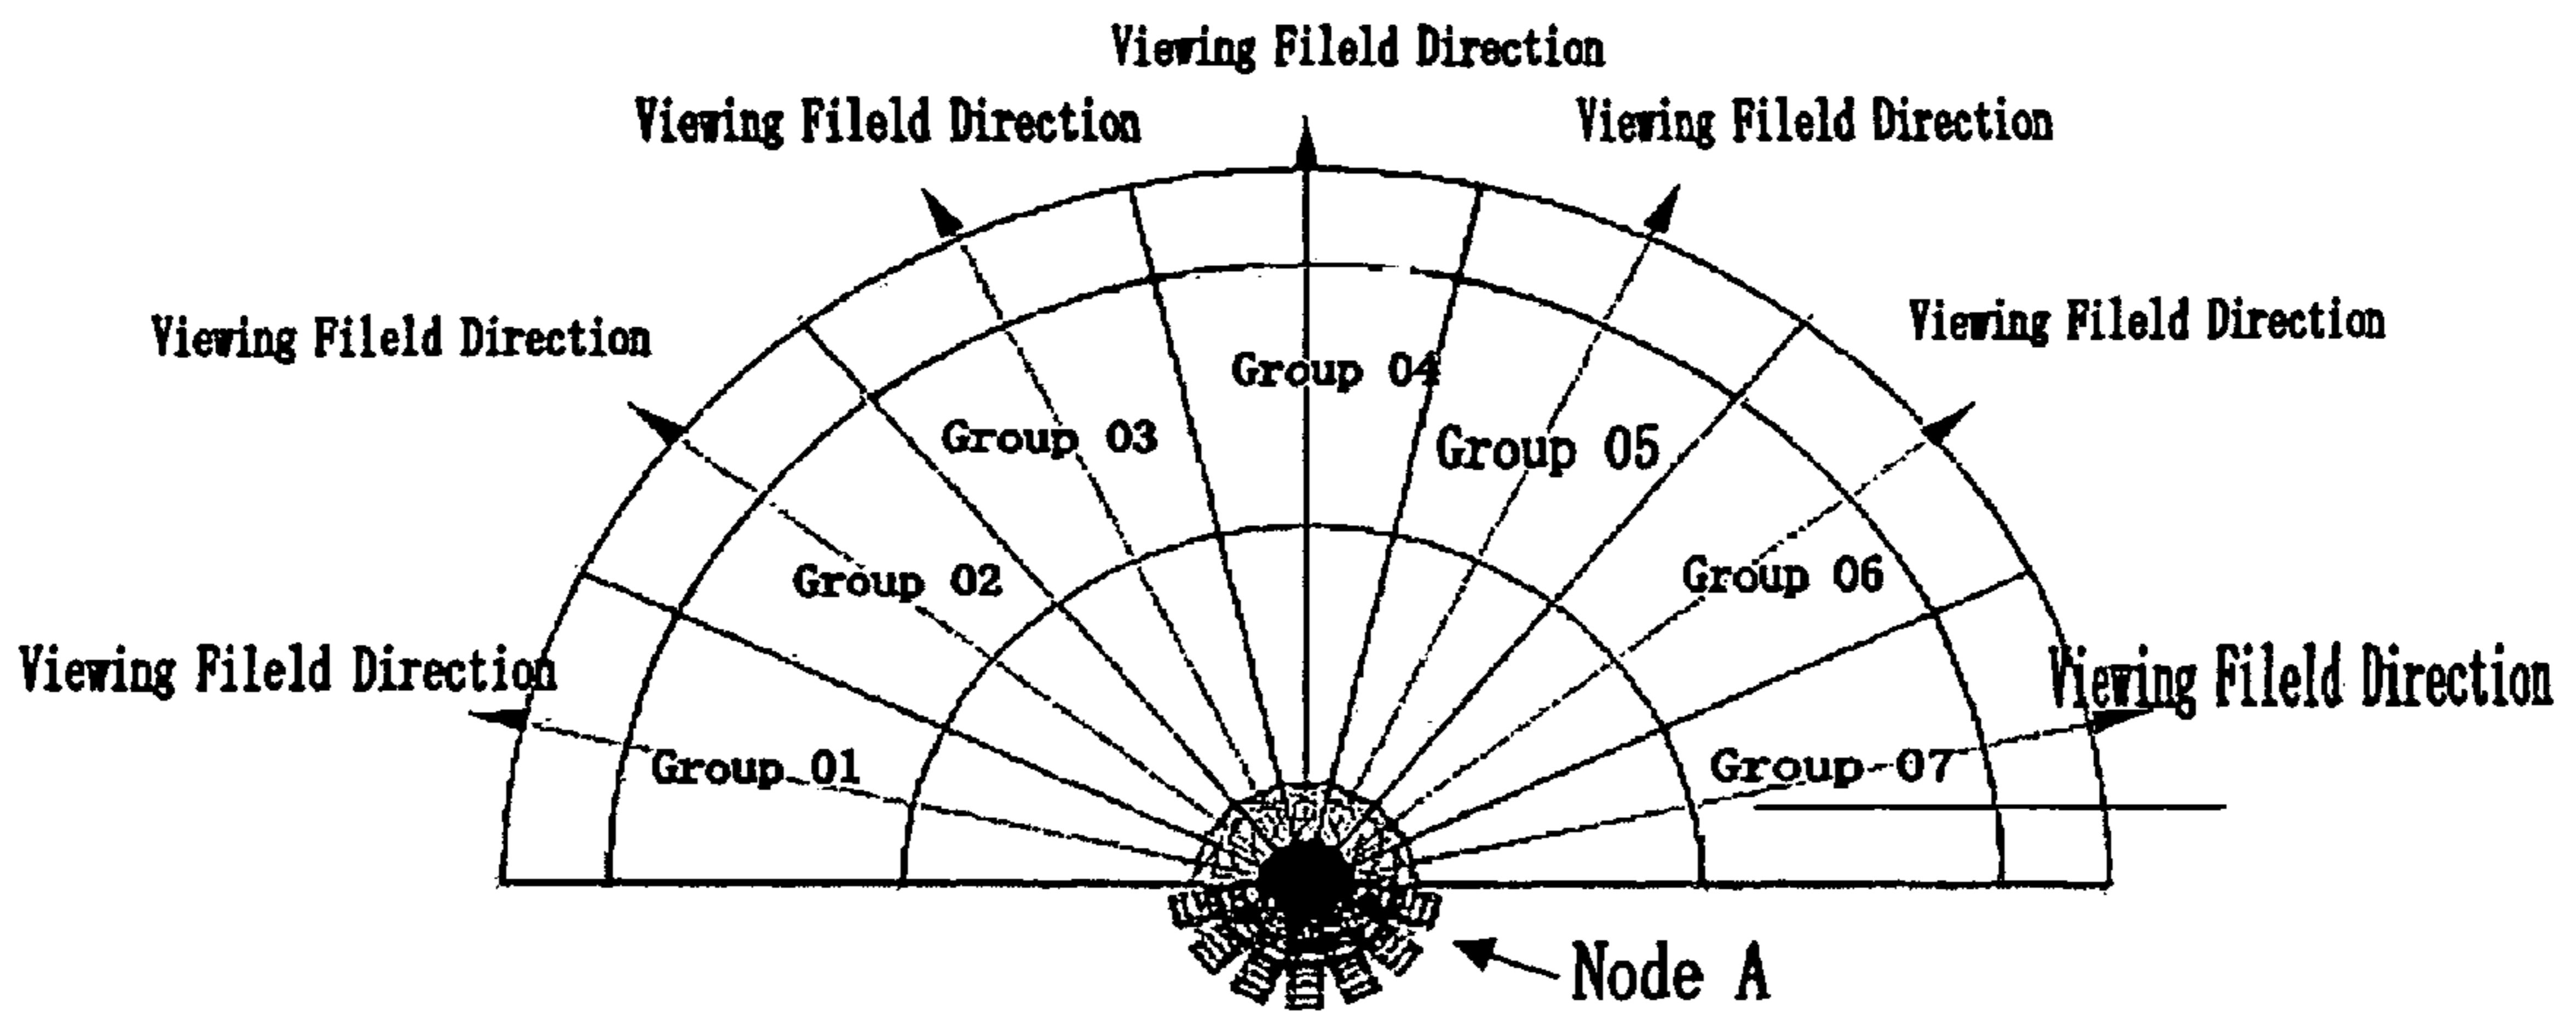 Viewing Fileld Direction
Viewing Fileld Direction
Viewing Fileld Direction
Viewing Fileld Direction
Viewing Fileld Direction
Group 04
Group 03
Group 05
Group 02
Group 06
Viewing Fileld Direction
Viewing Fileld Direction
Group 01
Group 07
Node A